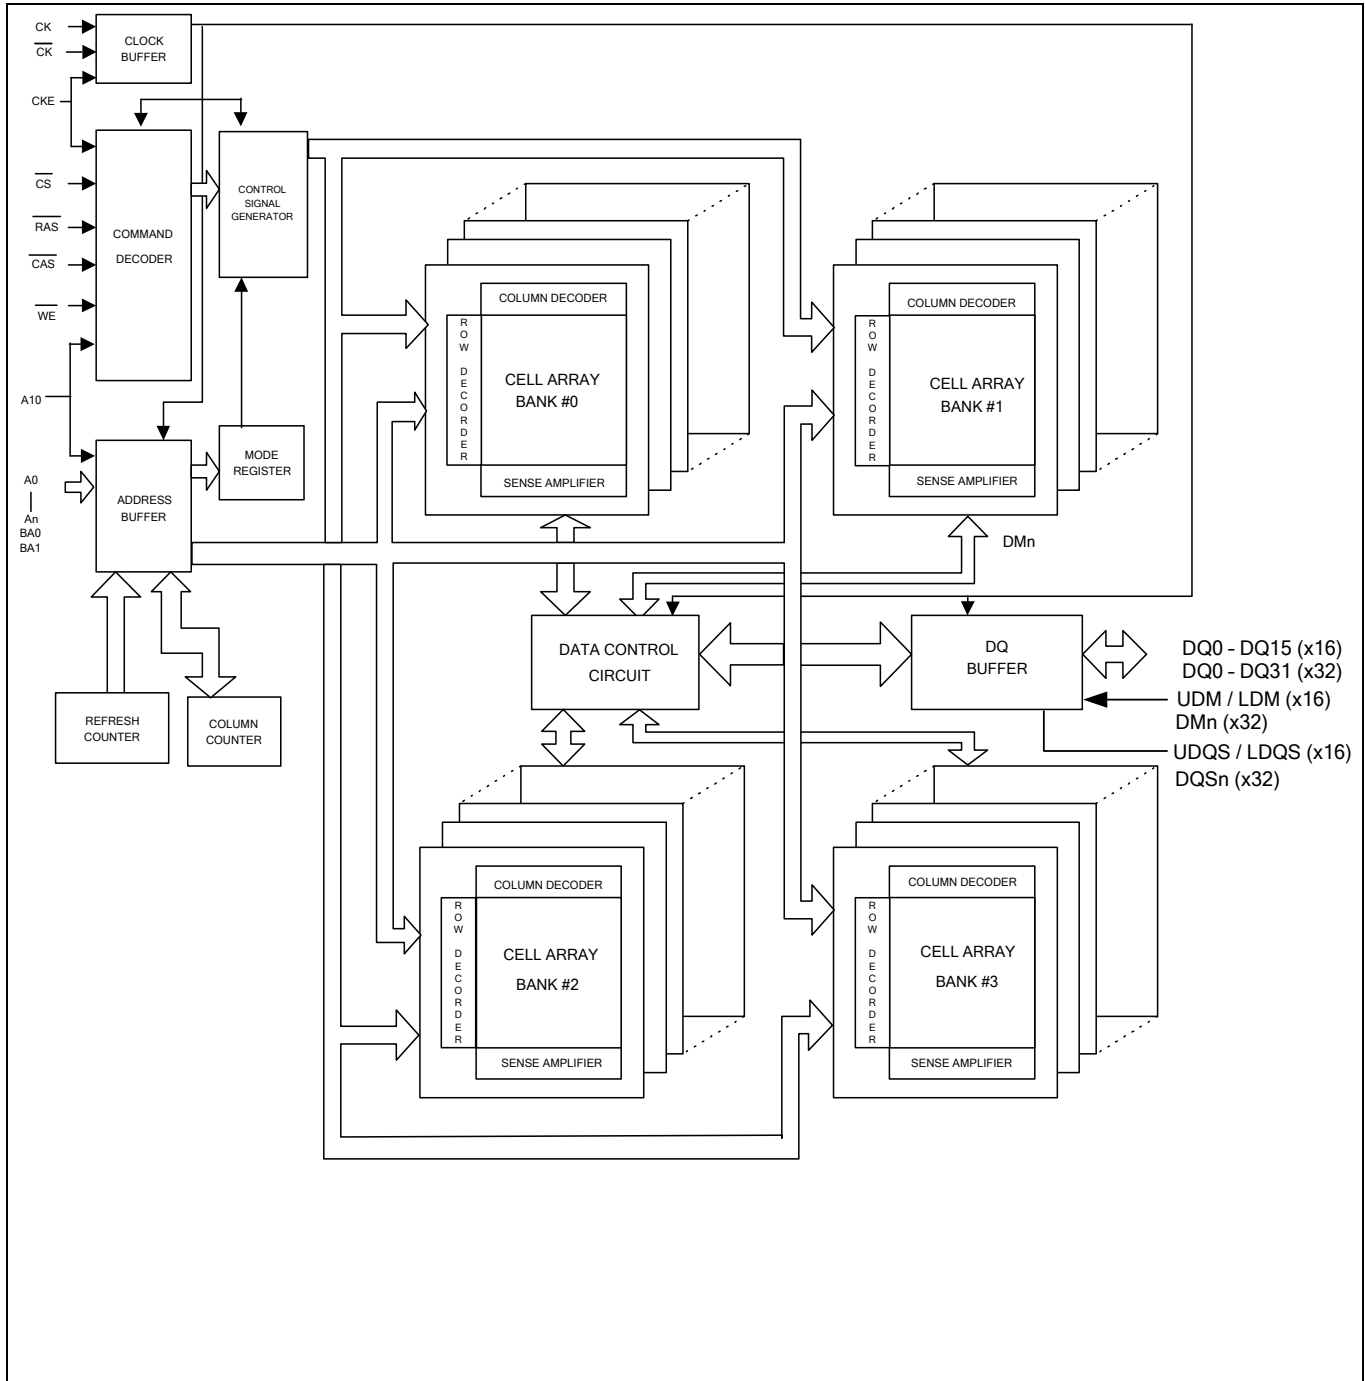 CK
CK
CKE
CS
RAS
CAS
WE
A10
A0
An
BA0
BA1
CLOCK
BUFFER
COMMAND
DECODER
CONTROL
SIGNAL
GENERATOR
MODE
REGISTER
ADDRESS
BUFFER
REFRESH
COUNTER
COLUMN
COUNTER
COLUMN DECODER
ROW DECORDER
CELL ARRAY
BANK #0
SENSE AMPLIFIER
COLUMN DECODER
ROW DECORDER
CELL ARRAY
BANK #1
SENSE AMPLIFIER
DMn
DATA CONTROL
CIRCUIT
DQ
BUFFER
DQ0 - DQ15 (x16)
DQ0 - DQ31 (x32)
UDM / LDM (x16)
DMn (x32)
UDQS / LDQS (x16)
DQSn (x32)
COLUMN DECODER
ROW DECORDER
CELL ARRAY
BANK #2
SENSE AMPLIFIER
COLUMN DECODER
ROW DECORDER
CELL ARRAY
BANK #3
SENSE AMPLIFIER